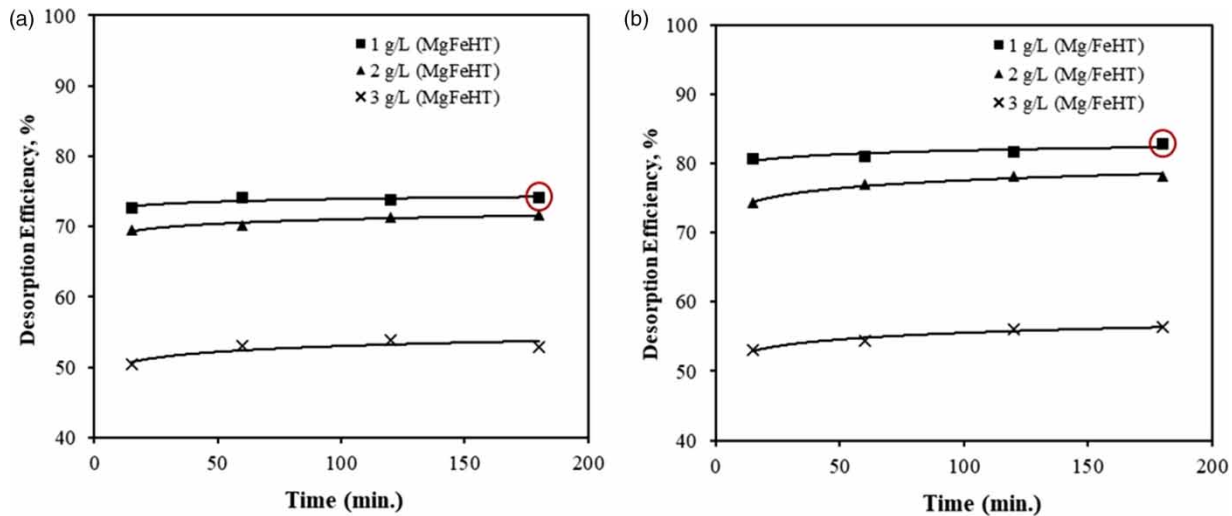 (a)
100
90
80
70
60
50
40
Desorption Efficiency, %
■ 1 g/L (MgFeHT)
▲ 2 g/L (MgFeHT)
× 3 g/L (MgFeHT)
0 50 100 150 200
Time (min.)
(b)
100
90
80
70
60
50
40
Desorption Efficiency, %
■ 1 g/L (Mg/FeHT)
▲ 2 g/L (Mg/FeHT)
× 3 g/L (Mg/FeHT)
0 50 100 150 200
Time (min.)